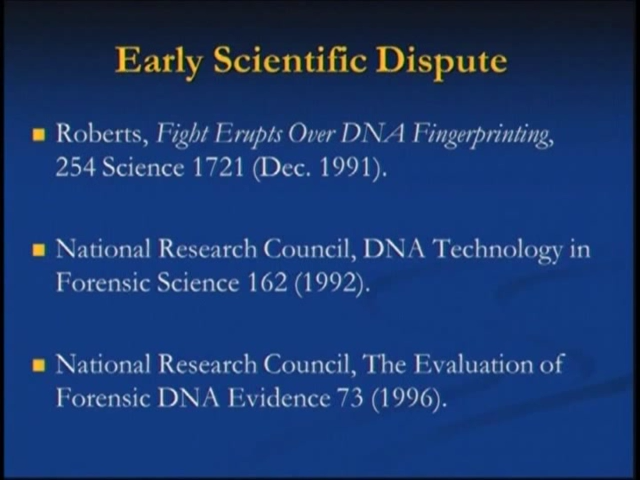 Early Scientific Dispute
Roberts, Fight Erupts Over DNA Fingerprinting,
254 Science 1721 (Dec. 1991).
National Research Council, DNA Technology in
Forensic Science 162 (1992).
National Research Council, The Evaluation of
Forensic DNA Evidence 73 (1996).